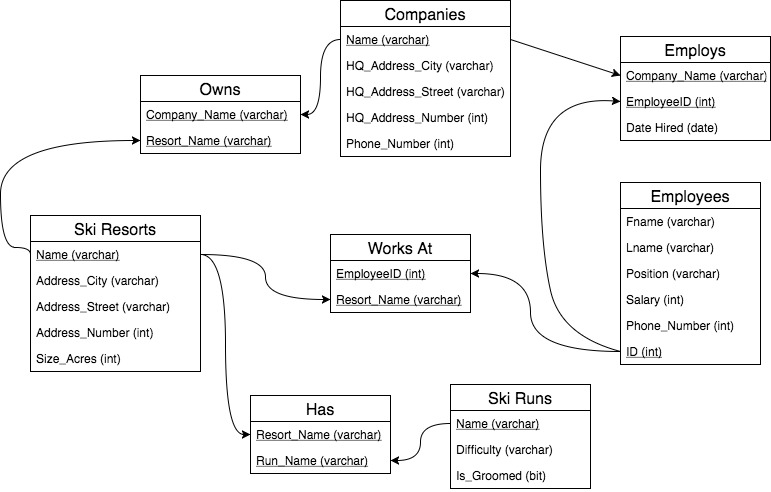 Companies
Name (varchar)
HQ_Address_City (varchar)
HQ_Address_Street (varchar)
HQ_Address_Number (int)
Phone_Number (int)
Employs
Company_Name (varchar)
EmployeeID (int)
Date Hired (date)
Owns
Company_Name (varchar)
Resort_Name (varchar)
Employees
Fname (varchar)
Lname (varchar)
Position (varchar)
Salary (int)
Phone_Number (int)
ID (int)
Ski Resorts
Name (varchar)
Address_City (varchar)
Address_Street (varchar)
Address_Number (int)
Size_Acres (int)
Works At
EmployeeID (int)
Resort_Name (varchar)
Has
Resort_Name (varchar)
Run_Name (varchar)
Ski Runs
Name (varchar)
Difficulty (varchar)
Is_Groomed (bit)